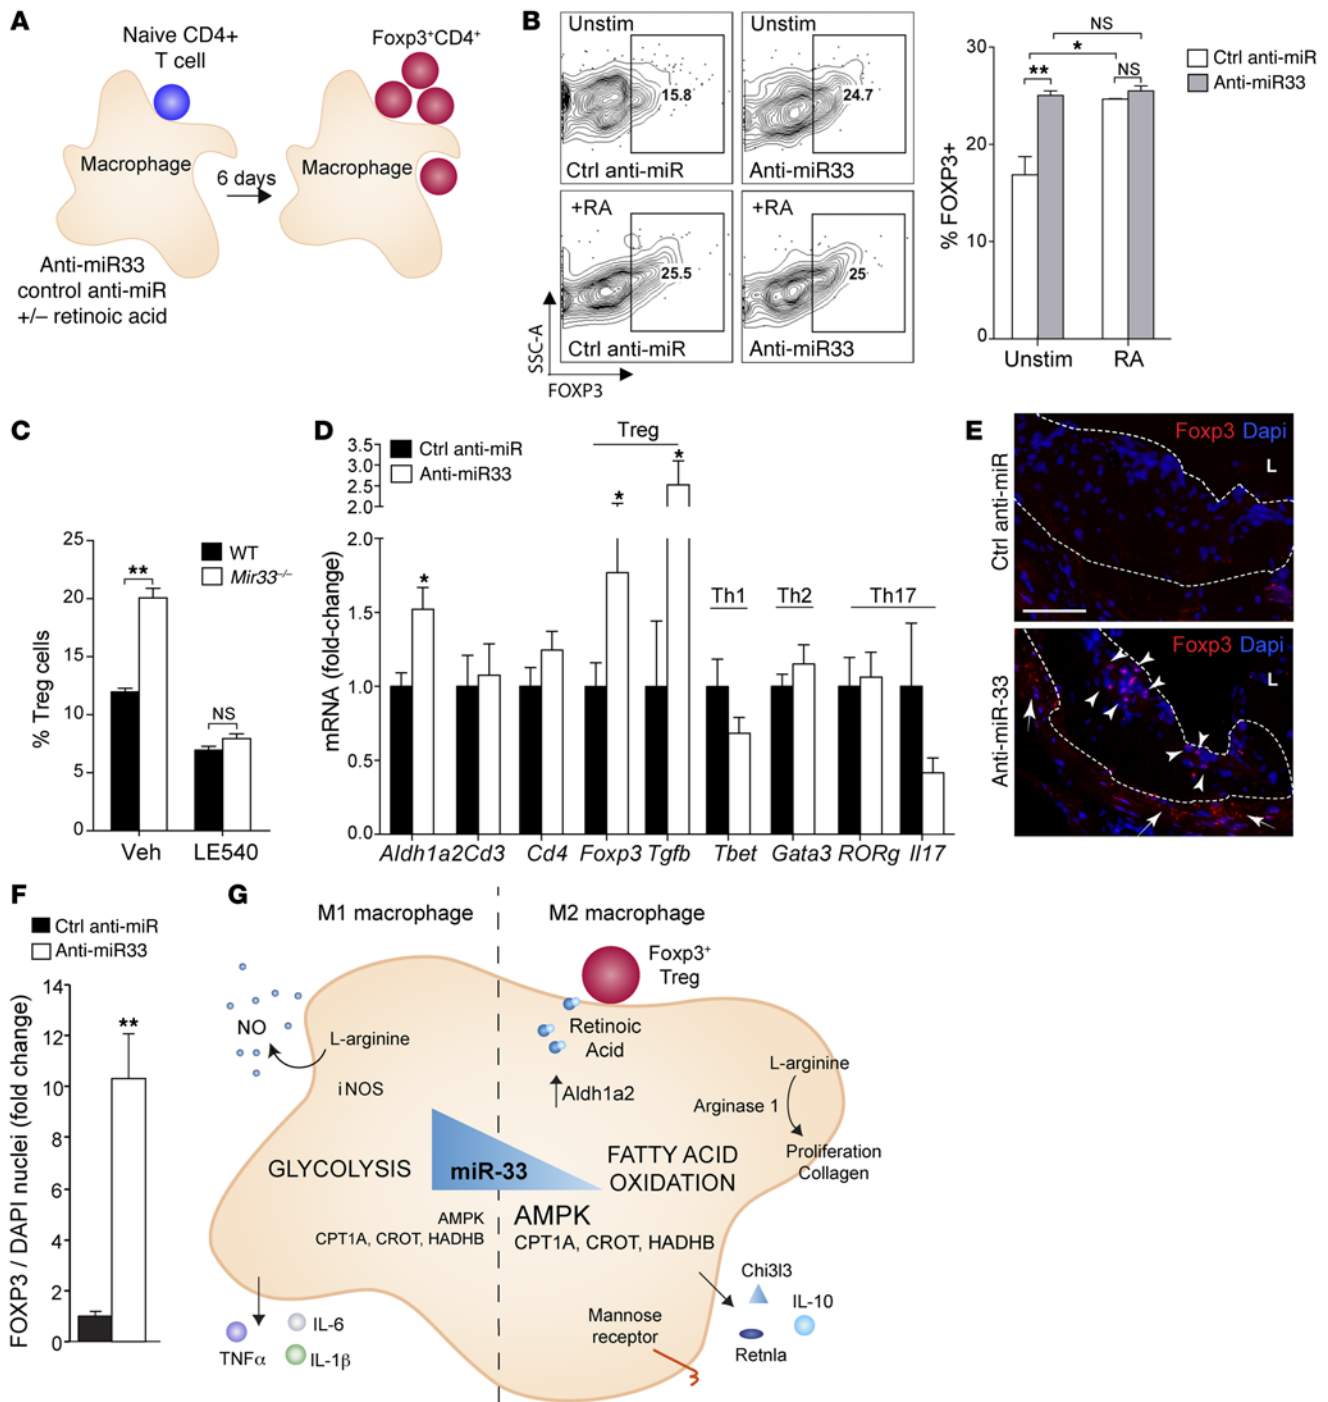 A
Naive CD4+
T cell
Foxp3⁺CD4⁺
Macrophage
6 days
Macrophage
Anti-miR33
control anti-miR
+/– retinoic acid
B
Unstim
15.8
Ctrl anti-miR
Unstim
24.7
Anti-miR33
+RA
25.5
Ctrl anti-miR
+RA
25
Anti-miR33
SSC-A
FOXP3
% FOXP3+
30
20
10
0
**
*
NS
NS
Unstim
RA
Ctrl anti-miR
Anti-miR33
C
% Treg cells
25
20
15
10
5
0
**
NS
WT
Mir33⁻/⁻
Veh
LE540
D
Ctrl anti-miR
Anti-miR33
mRNA (fold-change)
3.5
3.0
2.5
2.0
2.0
1.5
1.0
0.5
0.0
Treg
*
*
*
Th1
Th2
Th17
Aldh1a2
Cd3
Cd4
Foxp3
Tgfb
Tbet
Gata3
RORg
Il17
E
Ctrl anti-miR
Foxp3 Dapi
L
Anti-miR-33
Foxp3 Dapi
L
F
Ctrl anti-miR
Anti-miR33
FOXP3 / DAPI nuclei (fold change)
14
12
10
8
6
4
2
0
**
G
M1 macrophage
M2 macrophage
Foxp3⁺
Treg
NO
L-arginine
iNOS
Retinoic
Acid
Aldh1a2
L-arginine
Arginase 1
Proliferation
Collagen
GLYCOLYSIS
miR-33
FATTY ACID
OXIDATION
AMPK
CPT1A, CROT, HADHB
AMPK
CPT1A, CROT, HADHB
TNFα
IL-6
IL-1β
Mannose
receptor
Chi3l3
IL-10
Retnla